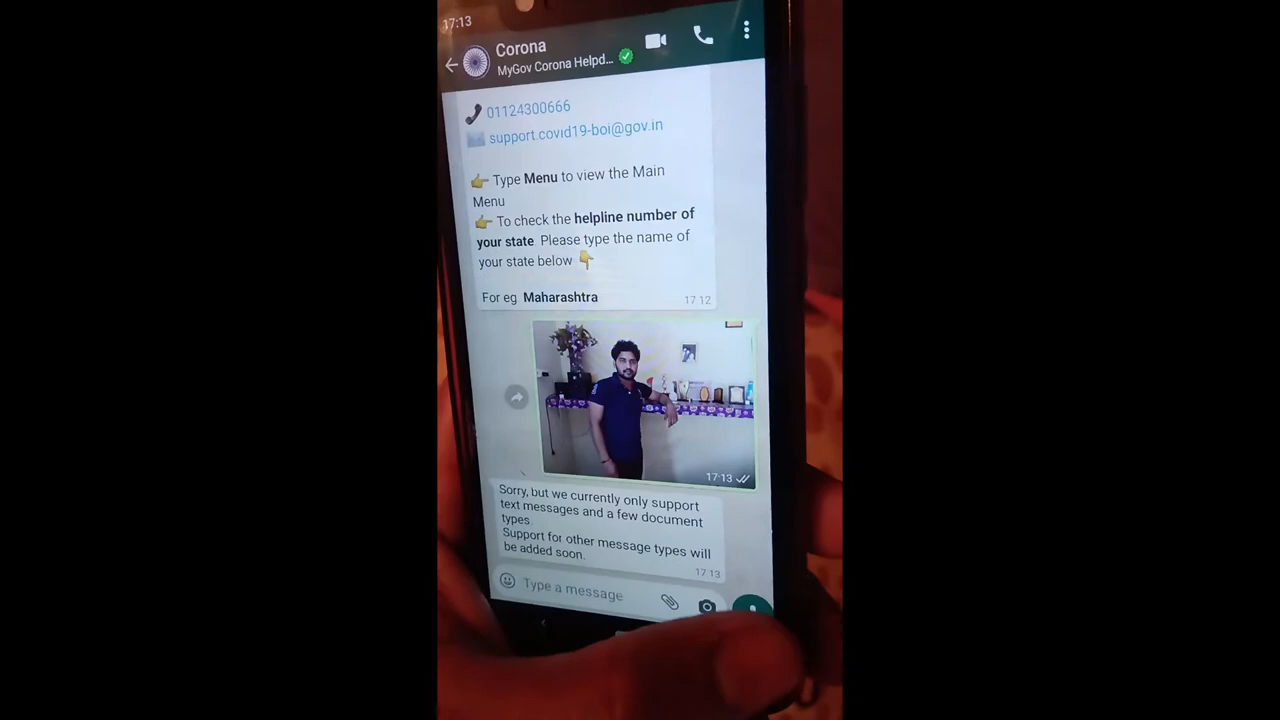 17:13
Corona
MyGov Corona Helpd...
01124300666
support.covid19-boi@gov.in
Type Menu to view the Main
Menu
To check the helpline number of
your state Please type the name of
your state below
For eg Maharashtra
17 12
17:13
Sorry, but we currently only support
text messages and a few document
types.
Support for other message types will
be added soon.
17 13
Type a message